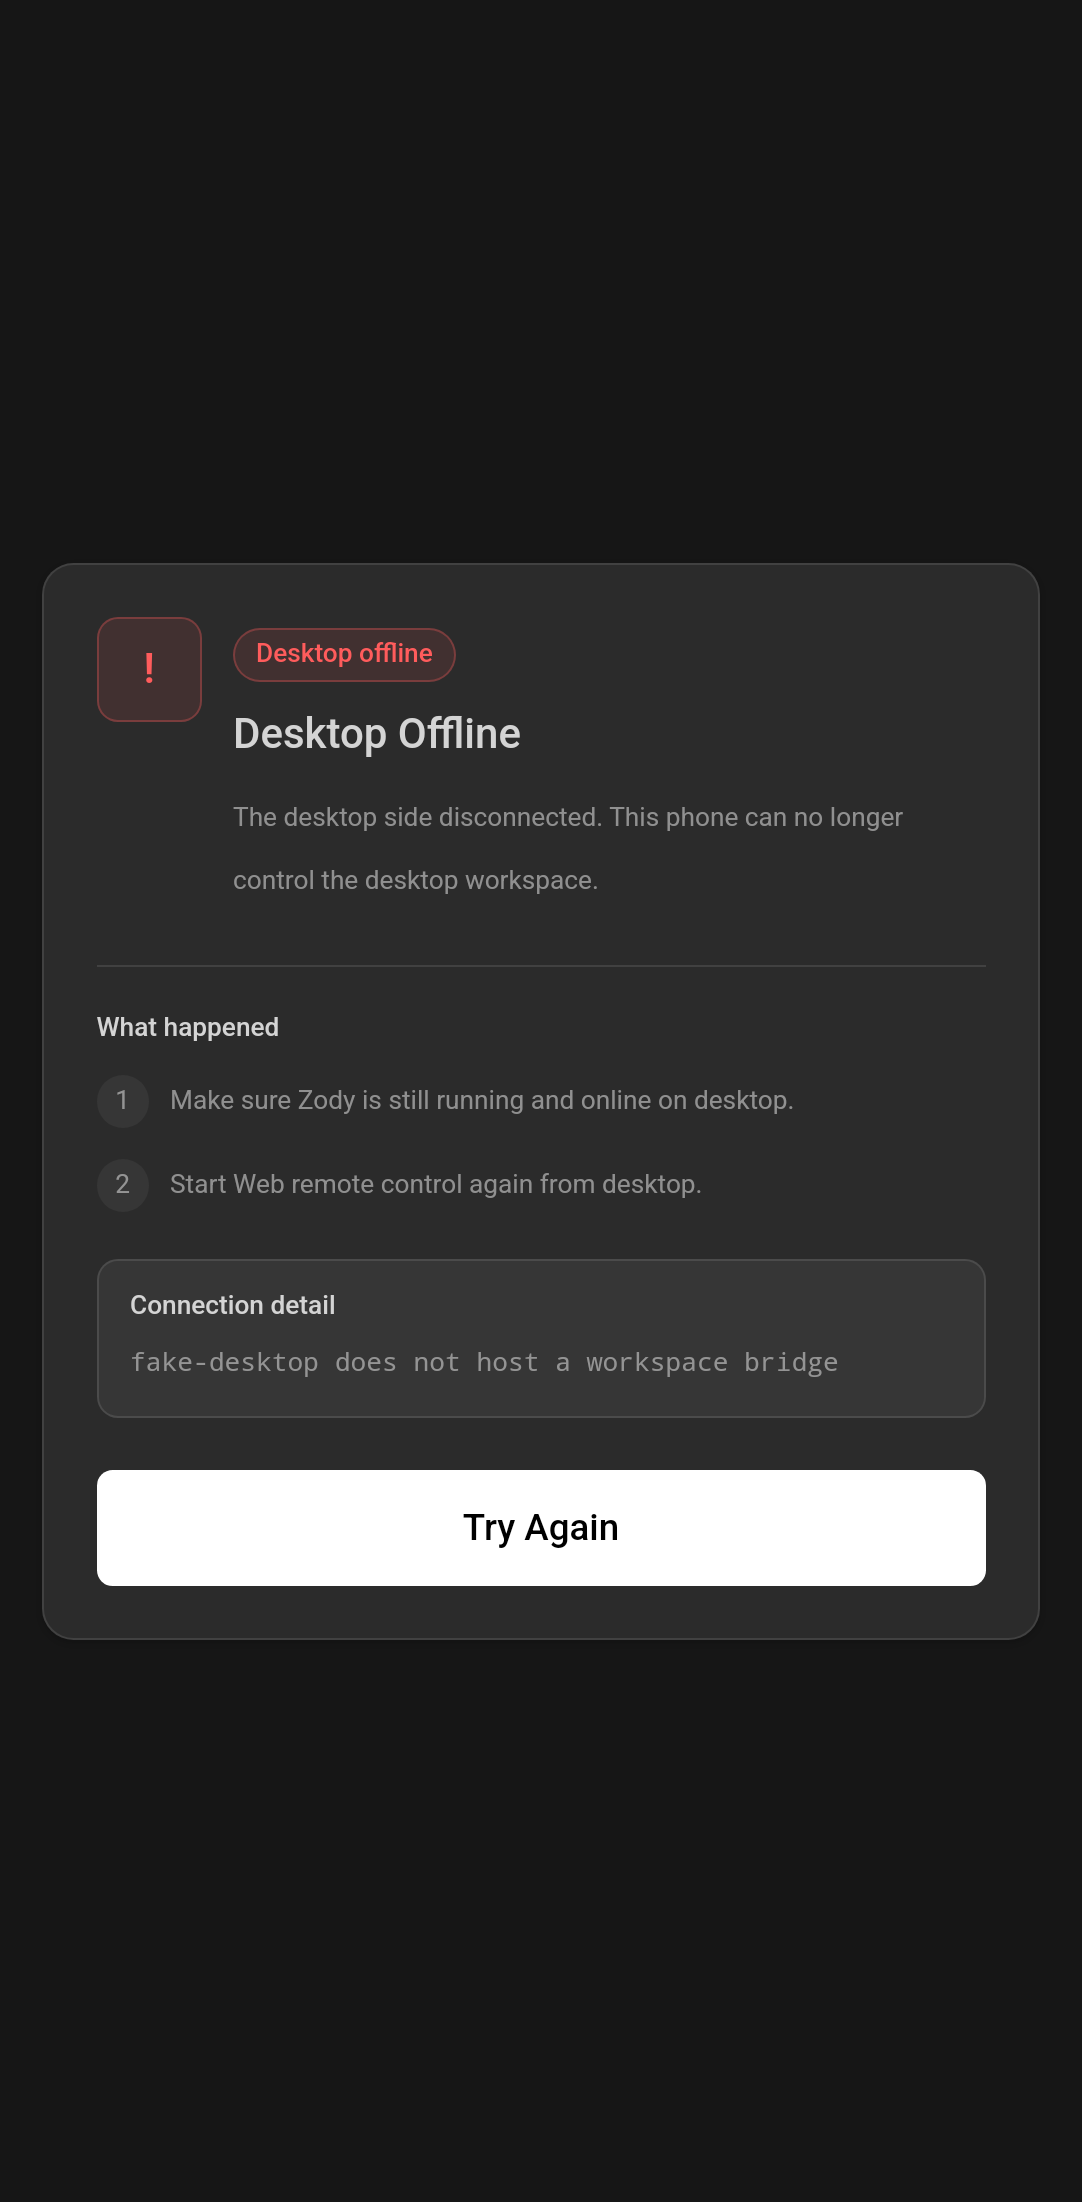 !
Desktop offline
Desktop Offline
The desktop side disconnected. This phone can no longer
control the desktop workspace.
What happened
1 Make sure Zody is still running and online on desktop.
2 Start Web remote control again from desktop.
Connection detail
fake-desktop does not host a workspace bridge
Try Again